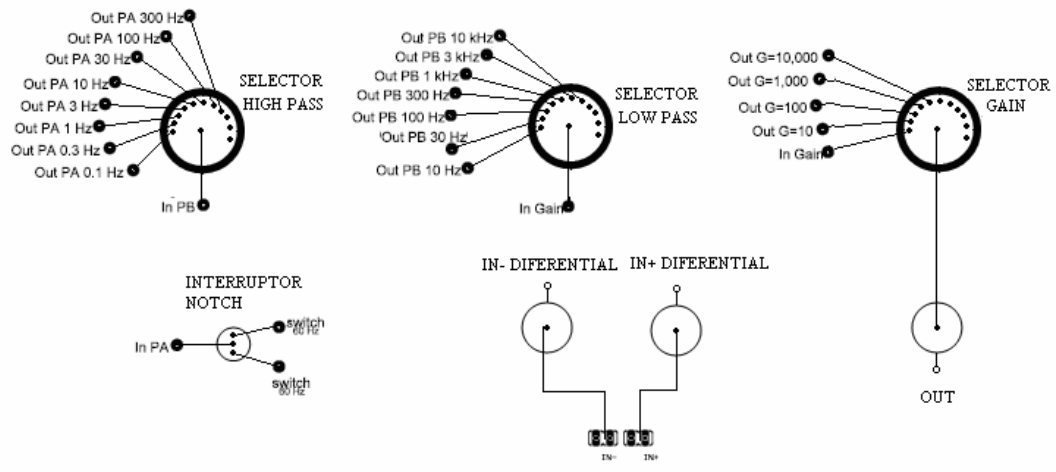 Out PA 300 Hz
Out PA 100 Hz
Out PA 30 Hz
Out PA 10 Hz
Out PA 3 Hz
Out PA 1 Hz
Out PA 0.3 Hz
Out PA 0.1 Hz
SELECTOR
HIGH PASS
In PB
Out PB 10 kHz
Out PB 3 kHz
Out PB 1 kHz
Out PB 300 Hz
Out PB 100 Hz
'Out PB 30 Hz
Out PB 10 Hz
SELECTOR
LOW PASS
In Gain
Out G=10,000
Out G=1,000
Out G=100
Out G=10
In Gain
SELECTOR
GAIN
INTERRUPTOR
NOTCH
In PA
switch
60 Hz
switch
60 Hz
IN- DIFERENTIAL
IN+ DIFERENTIAL
IN-
IN+
OUT